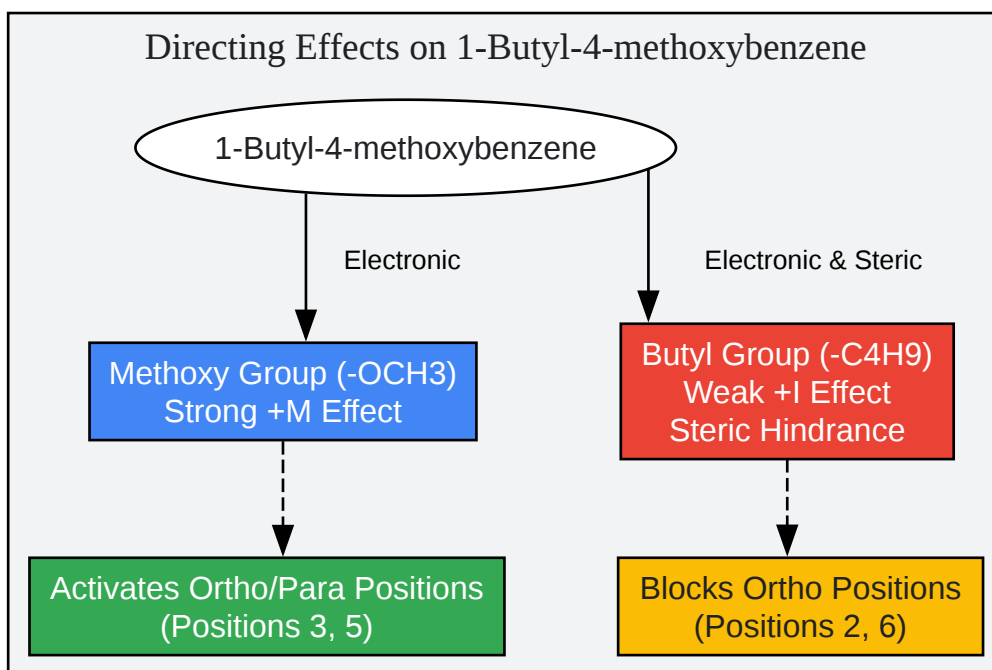 Directing Effects on 1-Butyl-4-methoxybenzene
1-Butyl-4-methoxybenzene
Electronic
Electronic & Steric
Methoxy Group (-OCH3)
Strong +M Effect
Butyl Group (-C4H9)
Weak +I Effect
Steric Hindrance
Activates Ortho/Para Positions
(Positions 3, 5)
Blocks Ortho Positions
(Positions 2, 6)